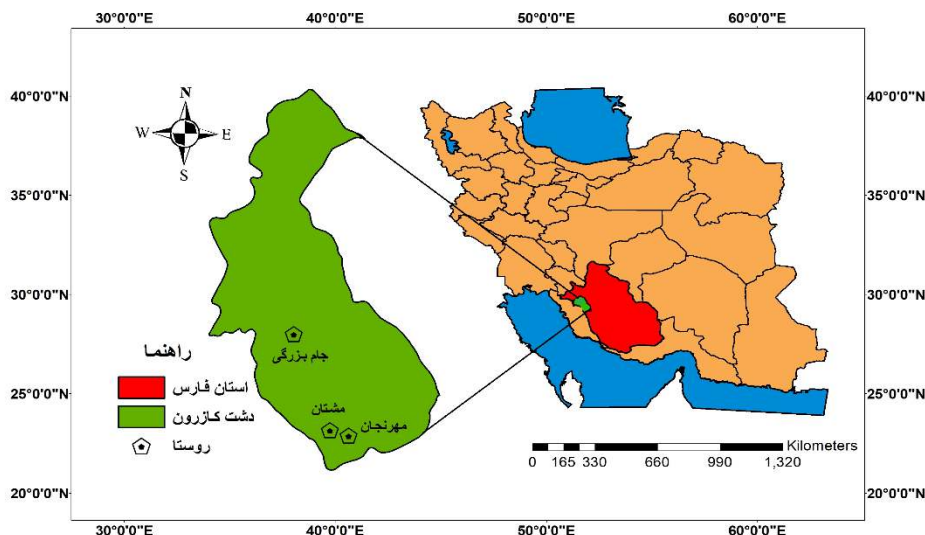 30°0'0"E 40°0'0"E 50°0'0"E 60°0'0"E
40°0'0"N 40°0'0"N
35°0'0"N 35°0'0"N
30°0'0"N 30°0'0"N
25°0'0"N 25°0'0"N
20°0'0"N 20°0'0"N
N
W E
S
جام بزرگی
مشتان
مهرنجان
راهنما
استان فارس
دشت کازرون
روستا
Kilometers
0 165 330 660 990 1,320
30°0'0"E 40°0'0"E 50°0'0"E 60°0'0"E